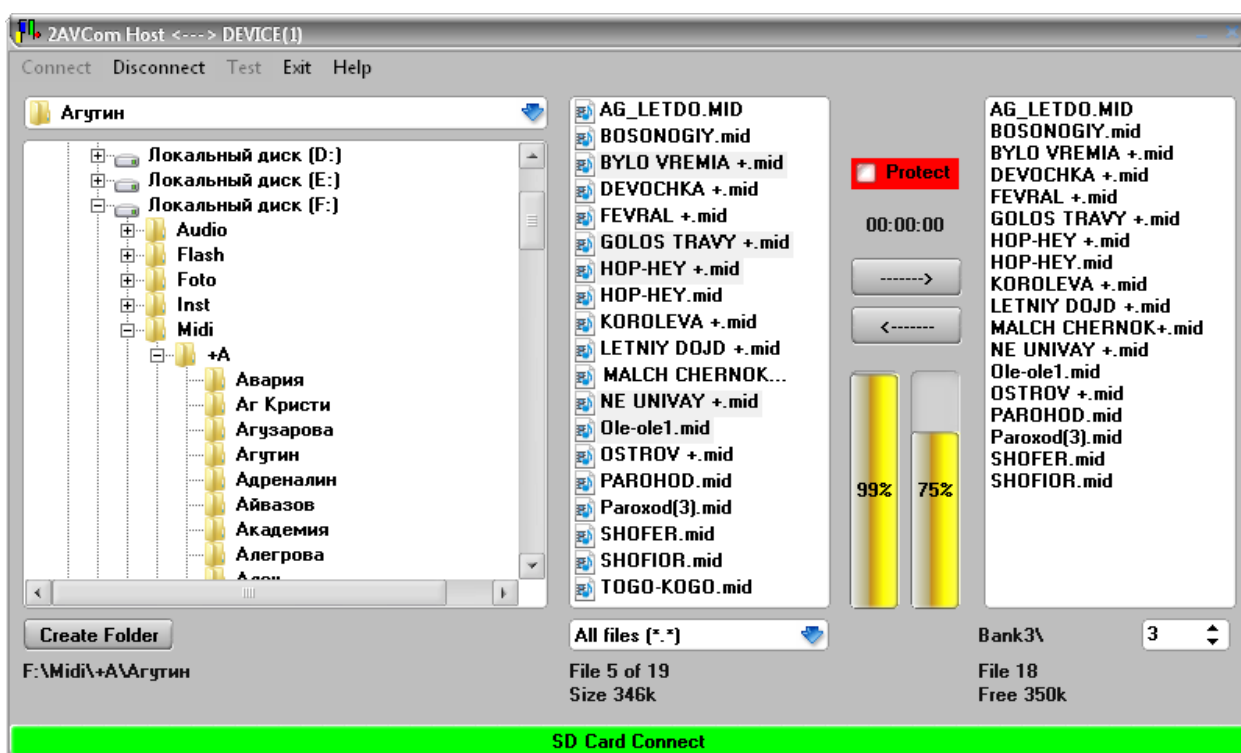 2AVCom Host <---> DEVICE(1)
Connect Disconnect Test Exit Help
Агутин
Локальный диск (D:)
Локальный диск (E:)
Локальный диск (F:)
Audio
Flash
Foto
Inst
Midi
+A
Авария
Аг Кристи
Агузарова
Агутин
Адреналин
Айвазов
Академия
Алегрова
Create Folder
F:\Midi\+A\Агутин
AG_LETDO.MID
BOSONOGIY.mid
BYLO VREMIA +.mid
DEVOCHKA +.mid
FEVRAL +.mid
GOLOS TRAVY +.mid
HOP-HEY +.mid
HOP-HEY.mid
KOROLEVA +.mid
LETNIY DOJD +.mid
MALCH CHERNOK...
NE UNIVAY +.mid
Ole-ole1.mid
OSTROV +.mid
PAROHOD.mid
Paroxod(3).mid
SHOFER.mid
SHOFIOR.mid
TOGO-KOGO.mid
All files (*.*)
File 5 of 19
Size 346k
Protect
00:00:00
------->
<-------
99% 75%
AG_LETDO.MID
BOSONOGIY.mid
BYLO VREMIA +.mid
DEVOCHKA +.mid
FEVRAL +.mid
GOLOS TRAVY +.mid
HOP-HEY +.mid
HOP-HEY.mid
KOROLEVA +.mid
LETNIY DOJD +.mid
MALCH CHERNOK+.mid
NE UNIVAY +.mid
Ole-ole1.mid
OSTROV +.mid
PAROHOD.mid
Paroxod(3).mid
SHOFER.mid
SHOFIOR.mid
Bank3\ 3
File 18
Free 350k
SD Card Connect